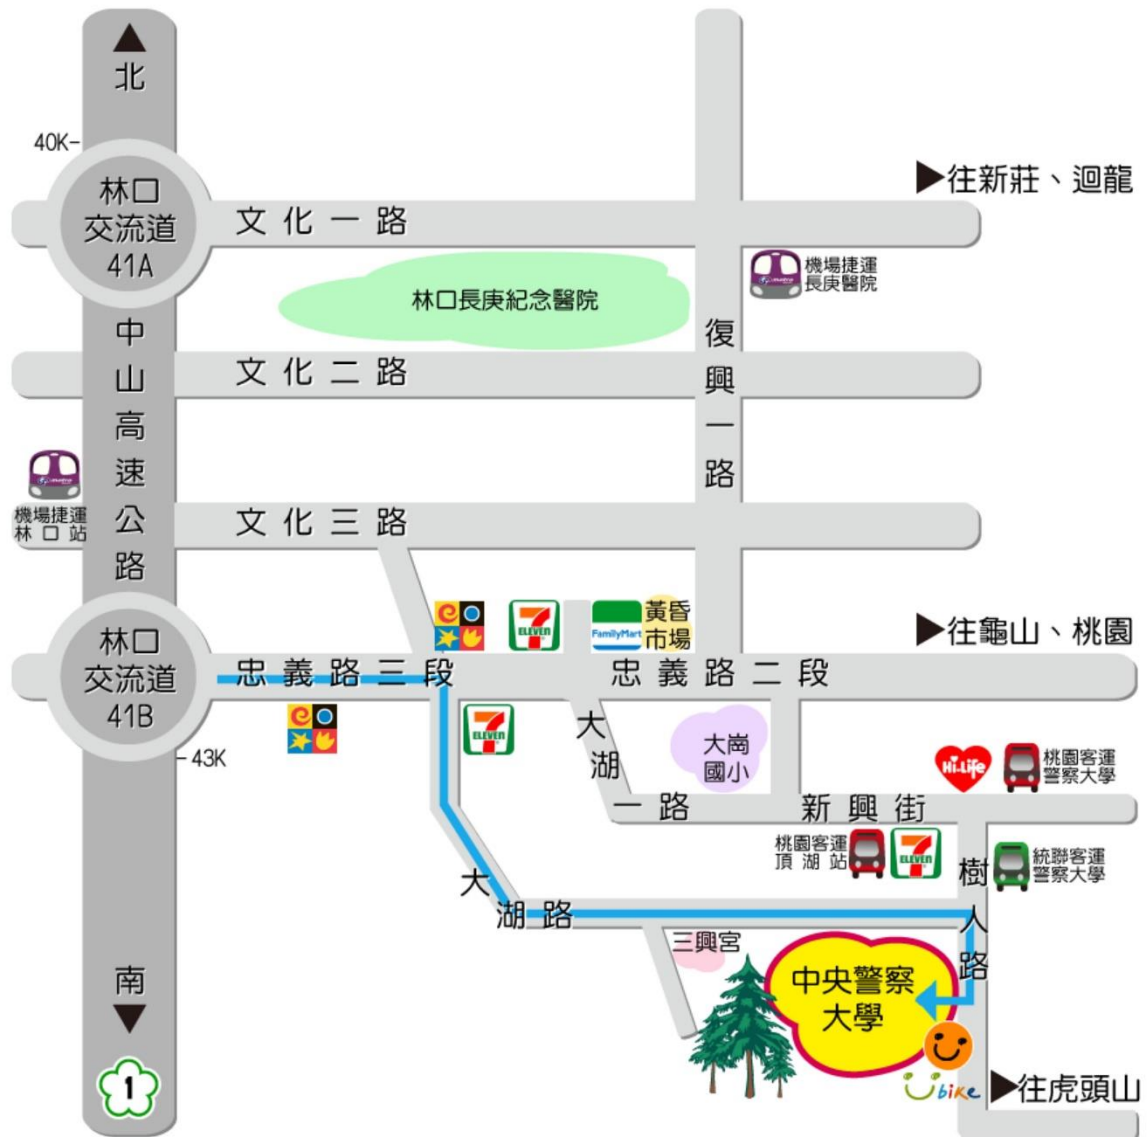 北
40K
林口
交流道
41A
文化一路
往新莊、迴龍
機場捷運
長庚醫院
林口長庚紀念醫院
中山高速公路
文化二路
復興一路
機場捷運
林口站
文化三路
ELEVEN
FamilyMart
黃昏
市場
往龜山、桃園
林口
交流道
41B
忠義路三段
忠義路二段
43K
ELEVEN
大湖一路
大崗
國小
Hi-Life
桃園客運
警察大學
新興街
桃園客運
頂湖站
ELEVEN
統聯客運
警察大學
樹人路
大湖路
三興宮
中央警察
大學
南
1
Ubike
往虎頭山